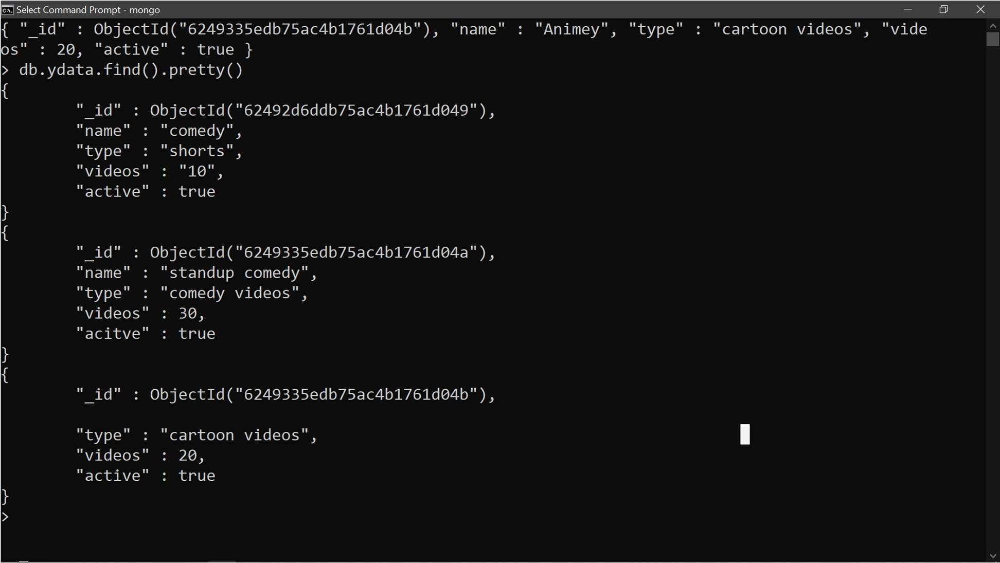 Select Command Prompt - mongo
{ "_id" : ObjectId("6249335edb75ac4b1761d04b"), "name" : "Animey", "type" : "cartoon videos", "vide
os" : 20, "active" : true }
> db.ydata.find().pretty()
{
        "_id" : ObjectId("62492d6ddb75ac4b1761d049"),
        "name" : "comedy",
        "type" : "shorts",
        "videos" : "10",
        "active" : true
}
{
        "_id" : ObjectId("6249335edb75ac4b1761d04a"),
        "name" : "standup comedy",
        "type" : "comedy videos",
        "videos" : 30,
        "acitve" : true
}
{
        "_id" : ObjectId("6249335edb75ac4b1761d04b"),
        "type" : "cartoon videos",
        "videos" : 20,
        "active" : true
}
>